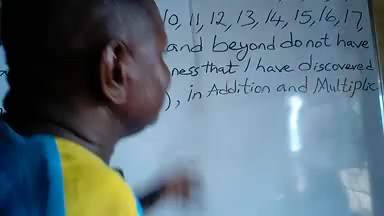 10, 11, 12, 13, 14, 15, 16, 17,
and beyond do not have
ness that I have discovered
), in Addition and Multiplic